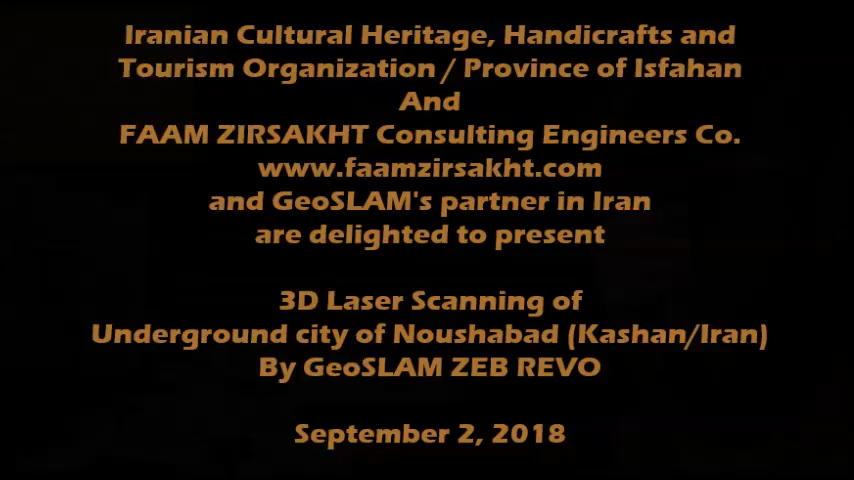 Iranian Cultural Heritage, Handicrafts and
Tourism Organization / Province of Isfahan
And
FAAM ZIRSAKHT Consulting Engineers Co.
www.faamzirsakht.com
and GeoSLAM's partner in Iran
are delighted to present
3D Laser Scanning of
Underground city of Noushabad (Kashan/Iran)
By GeoSLAM ZEB REVO
September 2, 2018